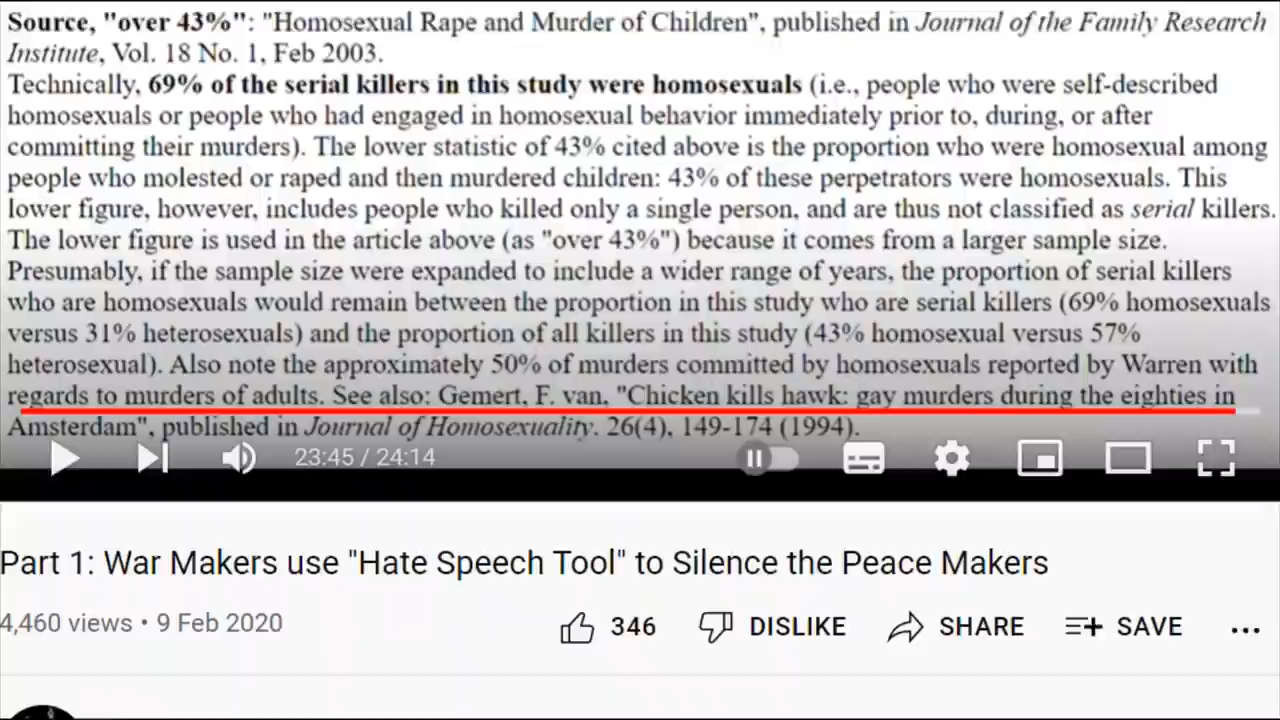 Source, "over 43%": "Homosexual Rape and Murder of Children", published in Journal of the Family Research
Institute, Vol. 18 No. 1, Feb 2003.
Technically, 69% of the serial killers in this study were homosexuals (i.e., people who were self-described
homosexuals or people who had engaged in homosexual behavior immediately prior to, during, or after
committing their murders). The lower statistic of 43% cited above is the proportion who were homosexual among
people who molested or raped and then murdered children: 43% of these perpetrators were homosexuals. This
lower figure, however, includes people who killed only a single person, and are thus not classified as serial killers.
The lower figure is used in the article above (as "over 43%") because it comes from a larger sample size.
Presumably, if the sample size were expanded to include a wider range of years, the proportion of serial killers
who are homosexuals would remain between the proportion in this study who are serial killers (69% homosexuals
versus 31% heterosexuals) and the proportion of all killers in this study (43% homosexual versus 57%
heterosexual). Also note the approximately 50% of murders committed by homosexuals reported by Warren with
regards to murders of adults. See also: Gemert, F. van, "Chicken kills hawk: gay murders during the eighties in
Amsterdam", published in Journal of Homosexuality. 26(4), 149-174 (1994).
23:45 / 24:14
Part 1: War Makers use "Hate Speech Tool" to Silence the Peace Makers
4,460 views • 9 Feb 2020
346 DISLIKE SHARE SAVE ...